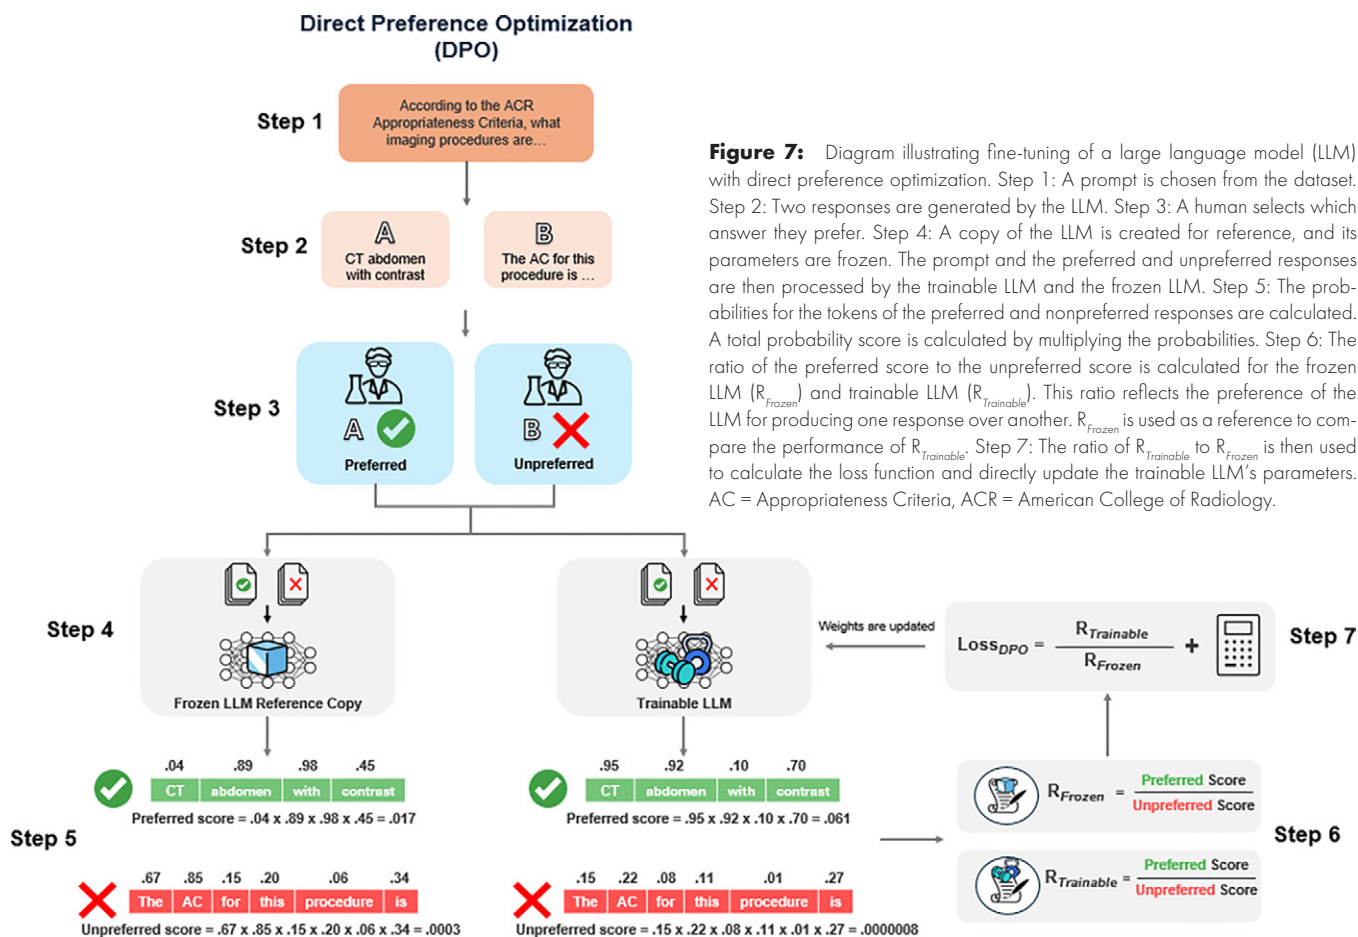 Direct Preference Optimization
(DPO)
Step 1
According to the ACR
Appropriateness Criteria, what
imaging procedures are...
Figure 7: Diagram illustrating fine-tuning of a large language model (LLM)
with direct preference optimization. Step 1: A prompt is chosen from the dataset.
Step 2: Two responses are generated by the LLM. Step 3: A human selects which
answer they prefer. Step 4: A copy of the LLM is created for reference, and its
parameters are frozen. The prompt and the preferred and unpreferred responses
are then processed by the trainable LLM and the frozen LLM. Step 5: The prob-
abilities for the tokens of the preferred and nonpreferred responses are calculated.
A total probability score is calculated by multiplying the probabilities. Step 6: The
ratio of the preferred score to the unpreferred score is calculated for the frozen
LLM (R_Frozen) and trainable LLM (R_Trainable). This ratio reflects the preference of the
LLM for producing one response over another. R_Frozen is used as a reference to com-
pare the performance of R_Trainable. Step 7: The ratio of R_Trainable to R_Frozen is then used
to calculate the loss function and directly update the trainable LLM's parameters.
AC = Appropriateness Criteria, ACR = American College of Radiology.
Step 2
A
CT abdomen
with contrast
B
The AC for this
procedure is ...
Step 3
A
Preferred
B
Unpreferred
Step 4
Frozen LLM Reference Copy
Trainable LLM
Weights are updated
Loss_DPO = R_Trainable / R_Frozen +
Step 7
Step 5
.04 .89 .98 .45
CT abdomen with contrast
Preferred score = .04 x .89 x .98 x .45 = .017
.67 .85 .15 .20 .06 .34
The AC for this procedure is
Unpreferred score = .67 x .85 x .15 x .20 x .06 x .34 = .0003
.95 .92 .10 .70
CT abdomen with contrast
Preferred score = .95 x .92 x .10 x .70 = .061
.15 .22 .08 .11 .01 .27
The AC for this procedure is
Unpreferred score = .15 x .22 x .08 x .11 x .01 x .27 = .0000008
R_Frozen = Preferred Score / Unpreferred Score
Step 6
R_Trainable = Preferred Score / Unpreferred Score